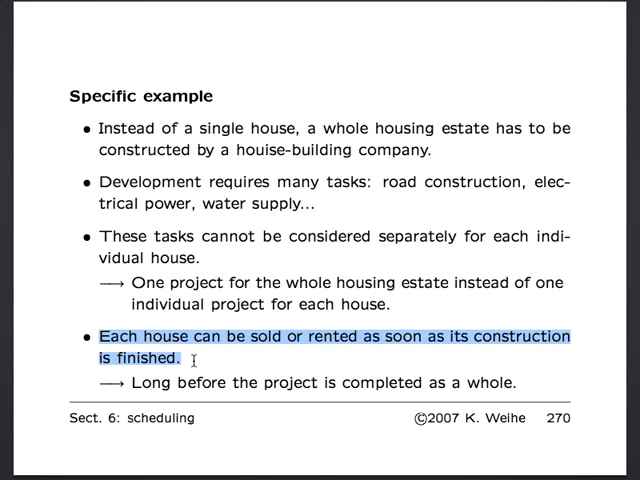 Specific example
• Instead of a single house, a whole housing estate has to be
constructed by a houise-building company.
• Development requires many tasks: road construction, elec-
trical power, water supply...
• These tasks cannot be considered separately for each indi-
vidual house.
⟶ One project for the whole housing estate instead of one
individual project for each house.
• Each house can be sold or rented as soon as its construction
is finished.
⟶ Long before the project is completed as a whole.
Sect. 6: scheduling ©2007 K. Weihe 270